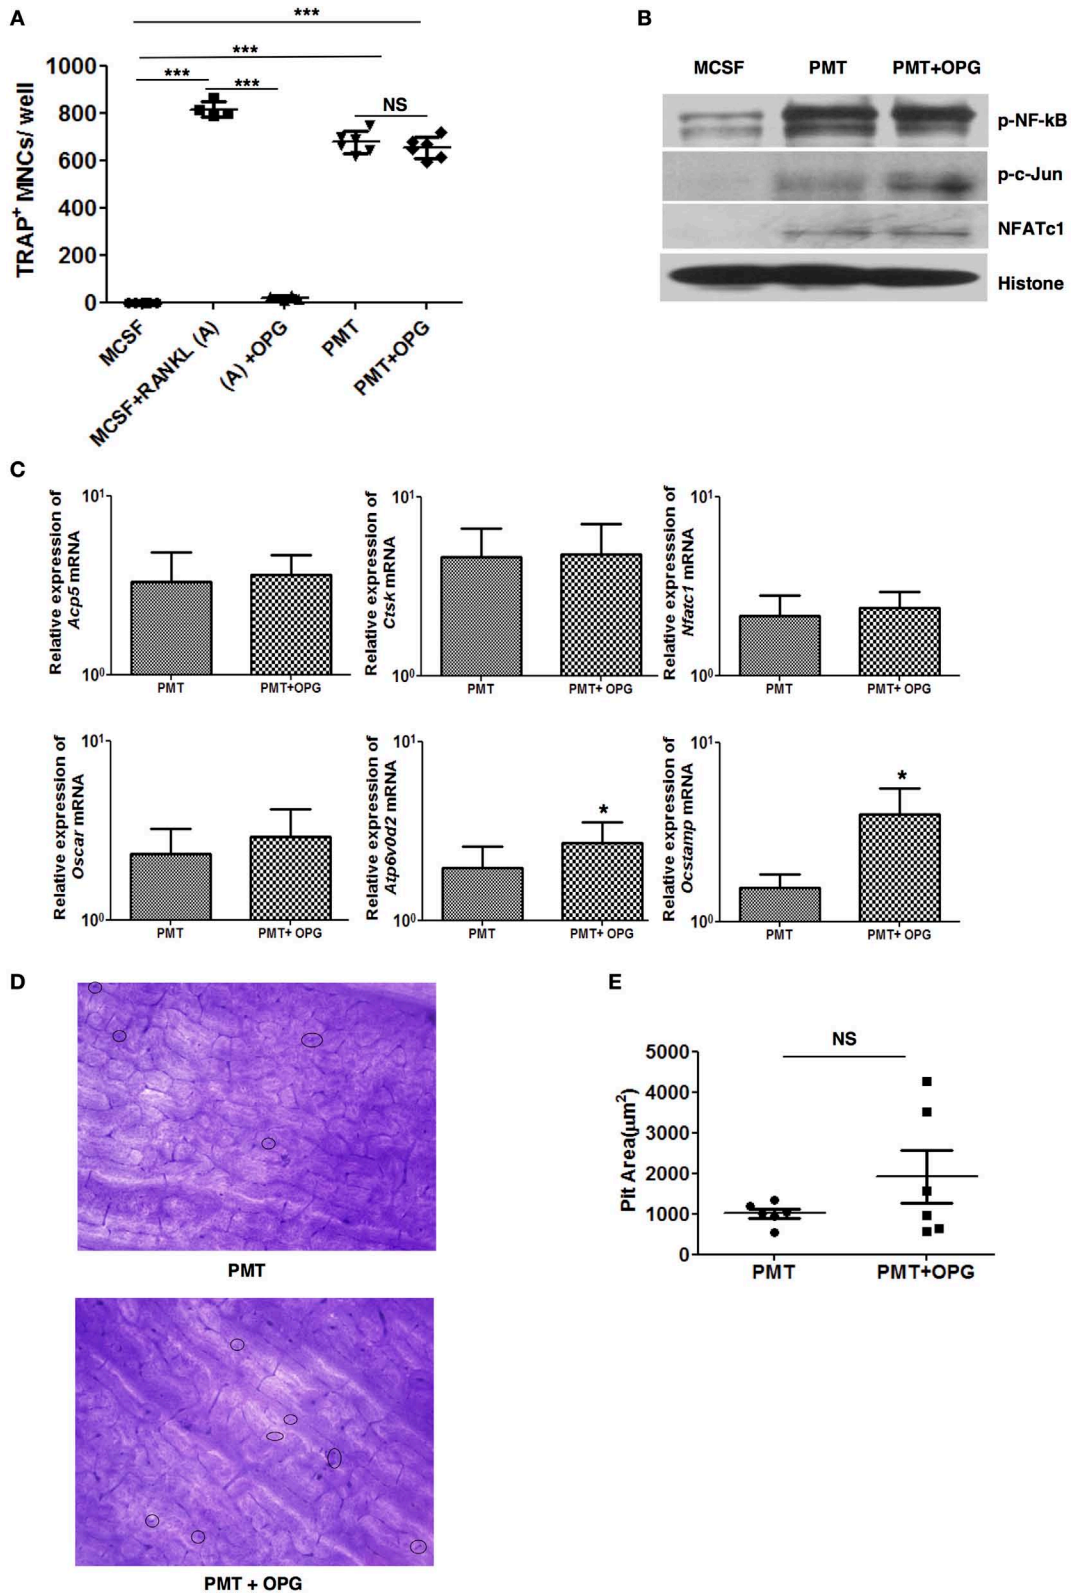 A
***
***
***
***
NS
1000
800
600
400
200
0
TRAP+ MNCs/ well
MCSF
MCSF+RANKL (A)
(A) +OPG
PMT
PMT+OPG
B
MCSF PMT PMT+OPG
p-NF-kB
p-c-Jun
NFATc1
Histone
C
Relative expression of
Acp5 mRNA
10¹
10⁰
PMT PMT+OPG
Relative expression of
Ctsk mRNA
10¹
10⁰
PMT PMT+ OPG
Relative experesssion of
Nfatc1 mRNA
10¹
10⁰
PMT PMT+ OPG
Relative expression of
Oscar mRNA
10¹
10⁰
PMT PMT+ OPG
Relative expression of
Atp6v0d2 mRNA
10¹
10⁰
*
PMT PMT+ OPG
Relative expression of
Ocstamp mRNA
10¹
10⁰
*
PMT PMT+ OPG
D
PMT
PMT + OPG
E
NS
5000
4000
3000
2000
1000
0
Pit Area(µm²)
PMT PMT+OPG